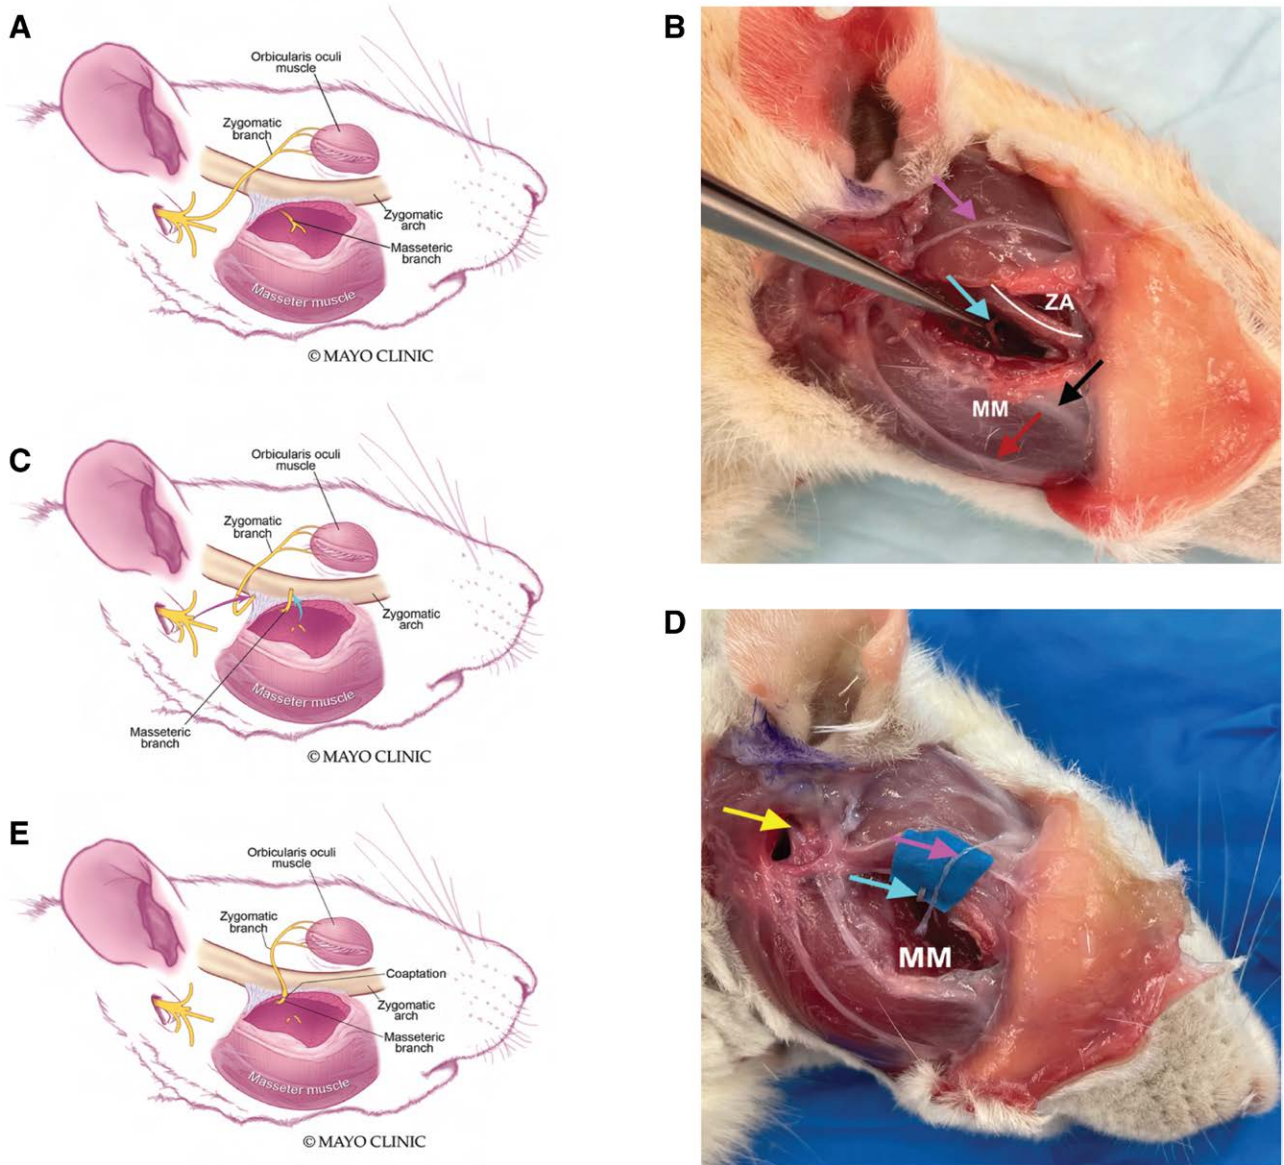 A
Orbicularis oculi
muscle
Zygomatic
branch
Zygomatic
arch
Masseteric
branch
Masseter muscle
© MAYO CLINIC
B
ZA
MM
C
Orbicularis oculi
muscle
Zygomatic
branch
Zygomatic
arch
Masseter muscle
Masseteric
branch
© MAYO CLINIC
D
MM
E
Orbicularis oculi
muscle
Zygomatic
branch
Coaptation
Zygomatic
arch
Masseteric
branch
Masseter muscle
© MAYO CLINIC